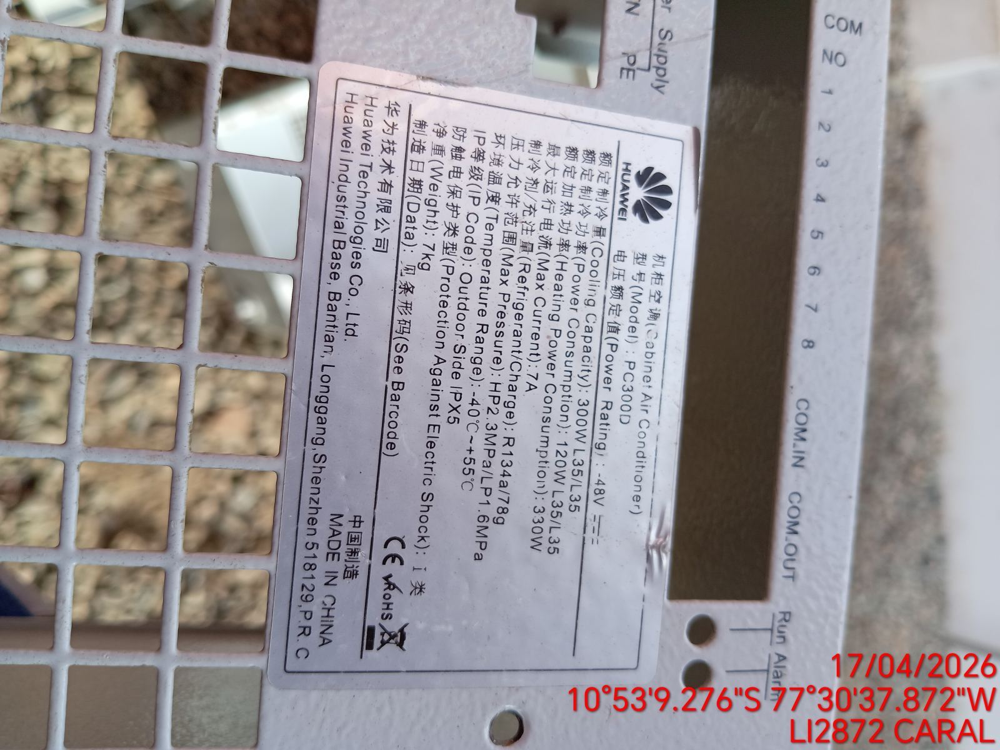 Supply
N PE
COM
NO
1 2 3 4 5 6 7 8
COM.IN COM.OUT
Run Alarm
HUAWEI
机柜空调(Cabinet Air Conditioner)
型号(Model) : PC300D
电压额定值(Power Rating) : -48V
额定制冷量(Cooling Capacity): 300W L35/L35
额定制冷功率(Power Consumption): 120W L35/L35
额定加热功率(Heating Power Consumption): 330W
最大运行电流(Max Current): 7A
制冷剂/充注量(Refrigerant/Charge): R134a/78g
压力允许范围(Max Pressure): HP2.3MPa/LP1.6MPa
环境温度(Temperature Range): -40℃~+55℃
IP等级(IP Code): Outdoor Side IPX5
防触电保护类型(Protection Against Electric Shock): I 类
净重(Weight): 7kg
制造日期(Data): 见条形码(See Barcode)
CE RoHS
华为技术有限公司
Huawei Technologies Co., Ltd.
Huawei Industrial Base, Bantian, Longgang,Shenzhen 518129,P.R.C
中国制造
MADE IN CHINA
17/04/2026
10°53'9.276"S 77°30'37.872"W
LI2872 CARAL